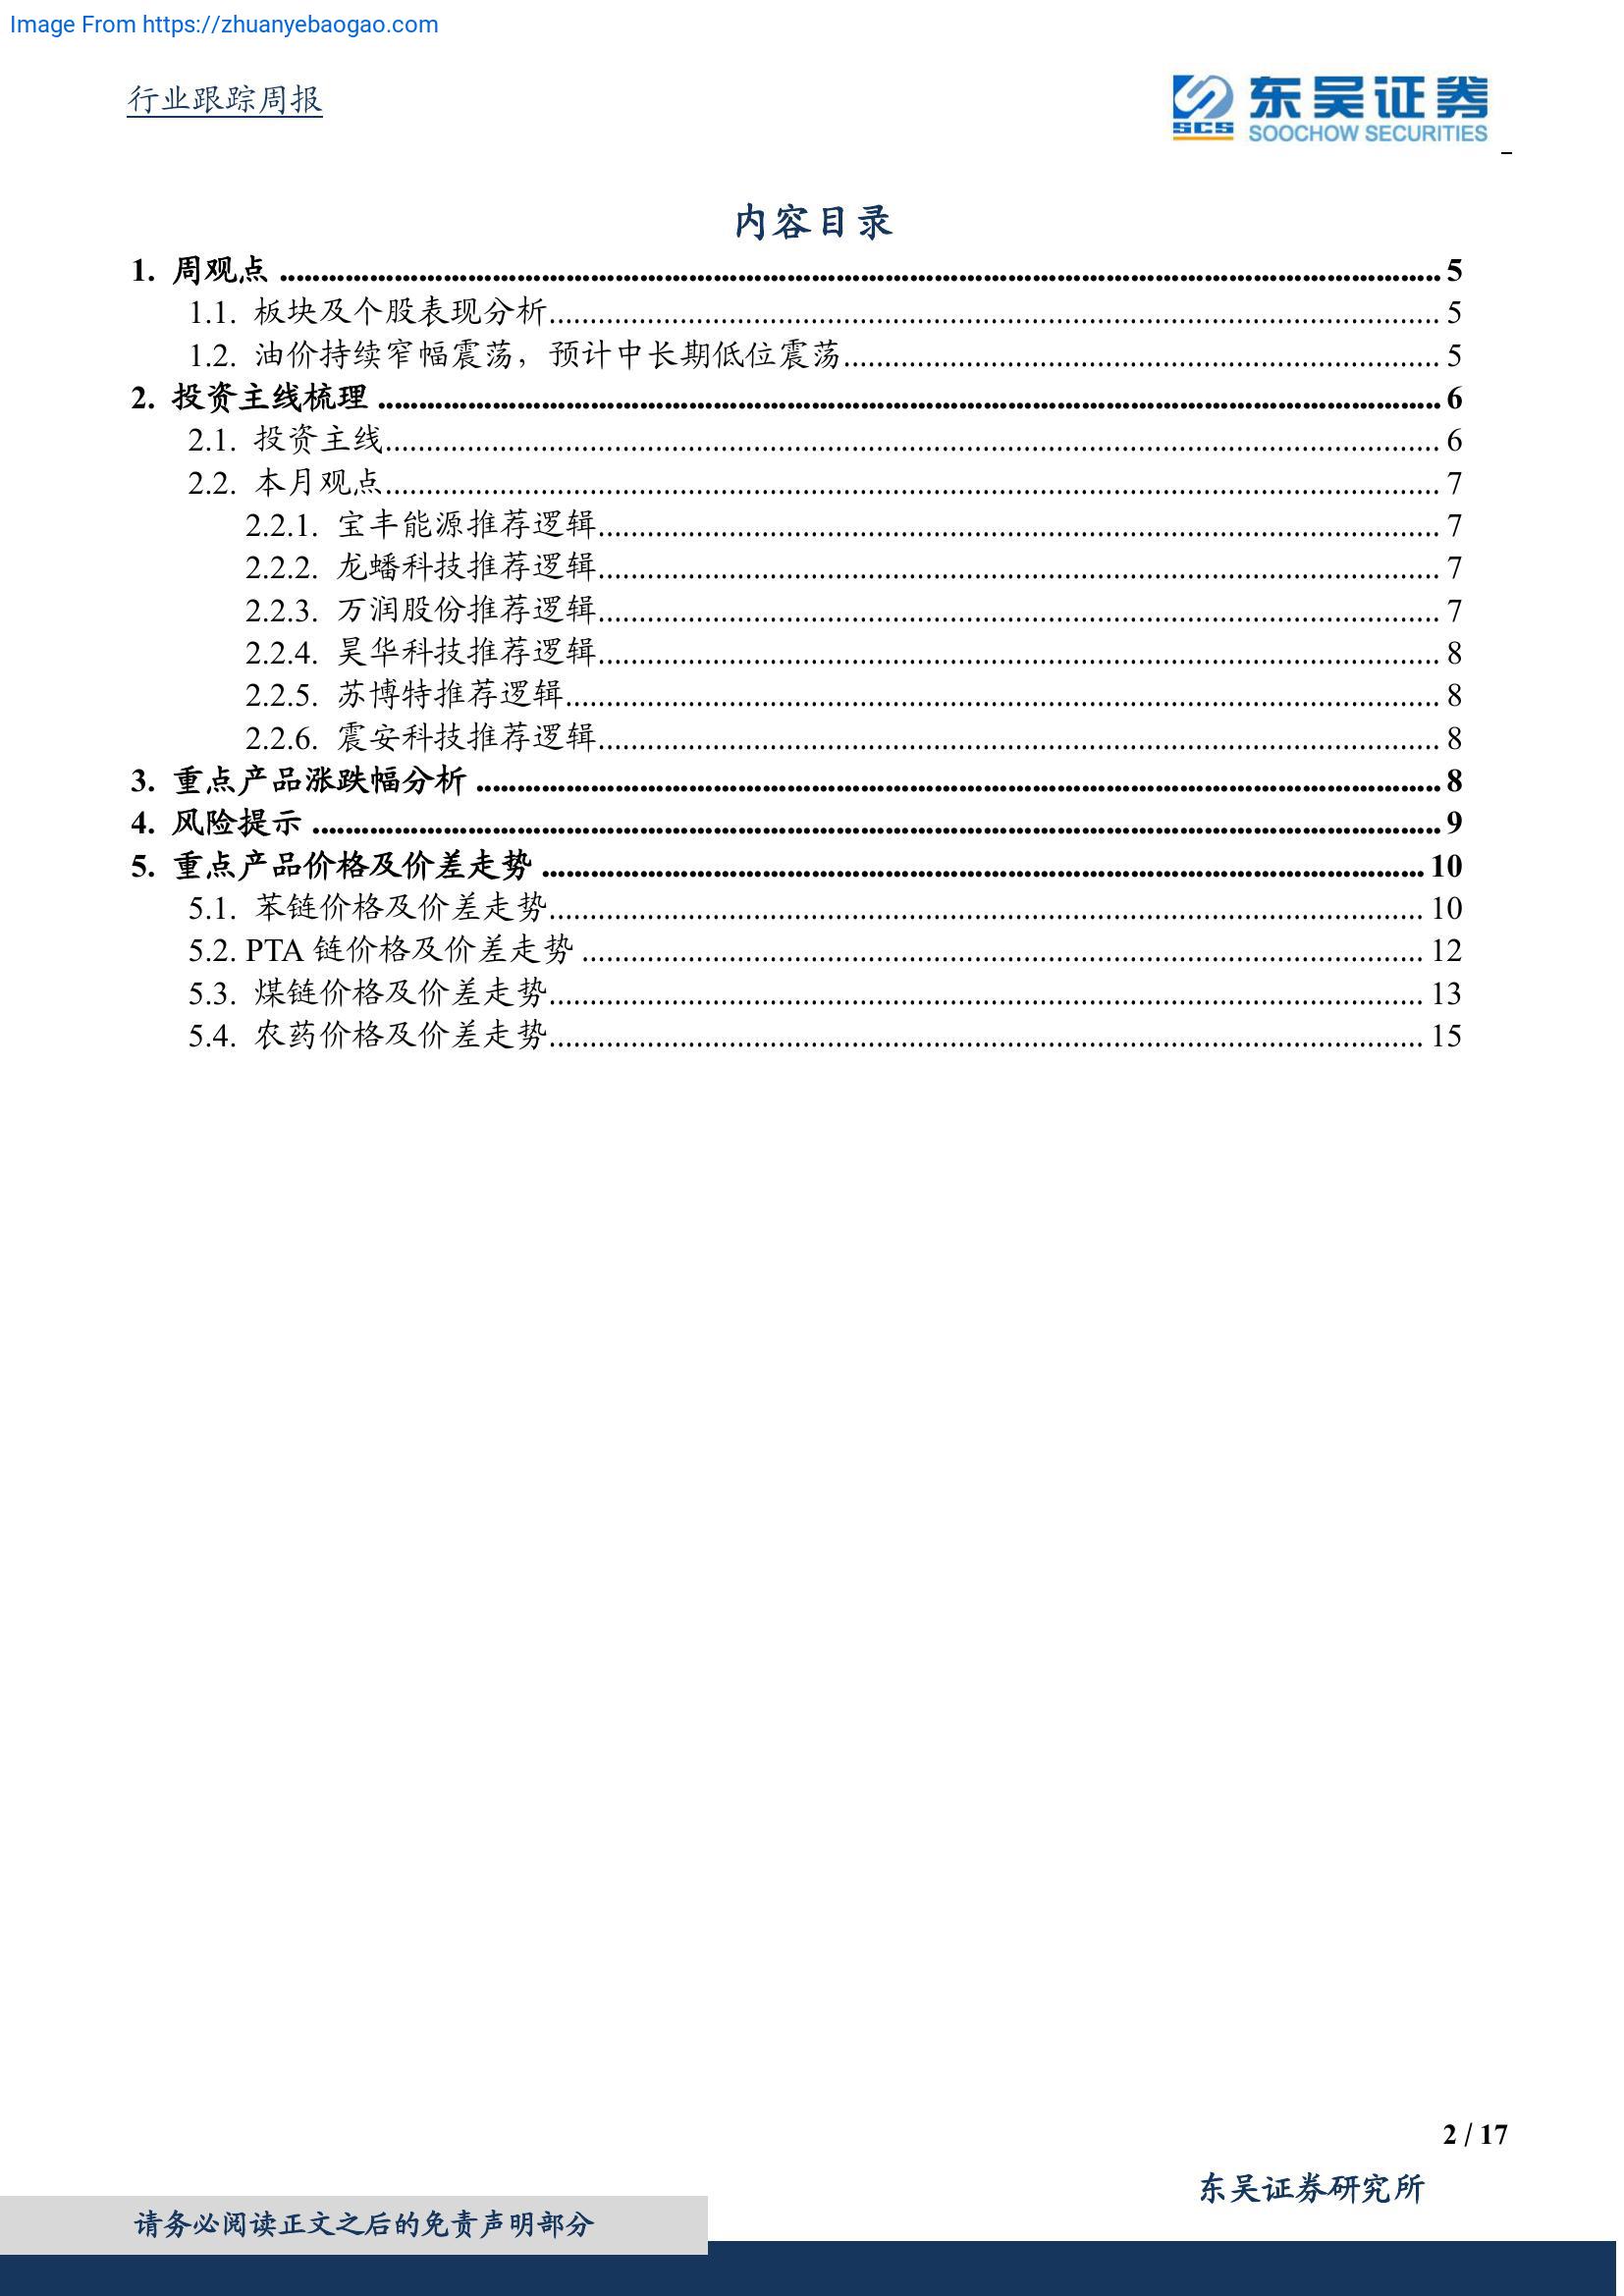 Image From https://zhuanyebaogao.com
行业跟踪周报
东吴证券
SCS
SOOCHOW SECURITIES
内容目录
1. 周观点 ........ 5
1.1. 板块及个股表现分析 ........ 5
1.2. 油价持续窄幅震荡，预计中长期低位震荡 ........ 5
2. 投资主线梳理 ........ 6
2.1. 投资主线 ........ 6
2.2. 本月观点 ........ 7
2.2.1. 宝丰能源推荐逻辑 ........ 7
2.2.2. 龙蟠科技推荐逻辑 ........ 7
2.2.3. 万润股份推荐逻辑 ........ 7
2.2.4. 昊华科技推荐逻辑 ........ 8
2.2.5. 苏博特推荐逻辑 ........ 8
2.2.6. 震安科技推荐逻辑 ........ 8
3. 重点产品涨跌幅分析 ........ 8
4. 风险提示 ........ 9
5. 重点产品价格及价差走势 ........ 10
5.1. 苯链价格及价差走势 ........ 10
5.2. PTA 链价格及价差走势 ........ 12
5.3. 煤链价格及价差走势 ........ 13
5.4. 农药价格及价差走势 ........ 15
2 / 17
东吴证券研究所
请务必阅读正文之后的免责声明部分